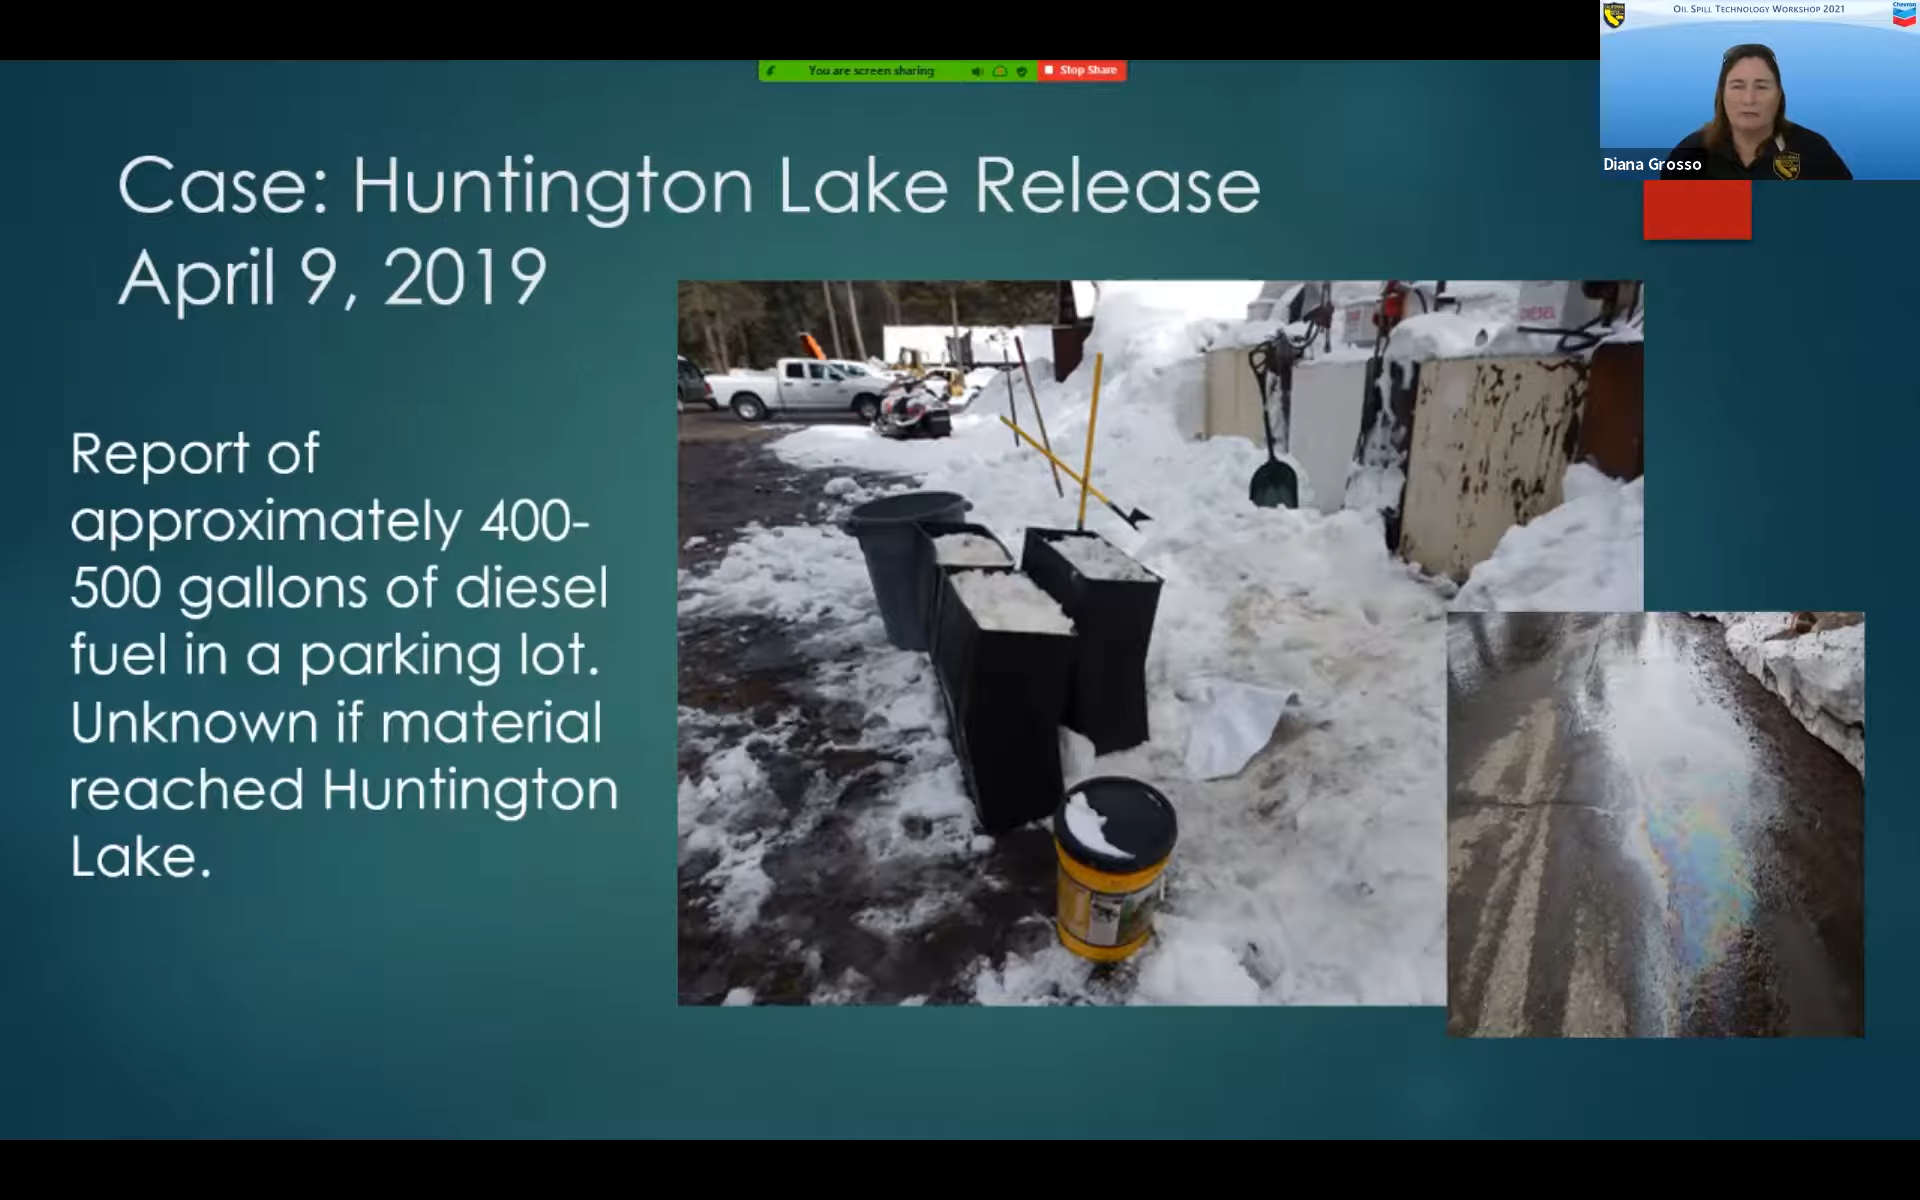 OIL SPILL TECHNOLOGY WORKSHOP 2021
Chevron
You are screen sharing
Stop Share
Diana Grosso
Case: Huntington Lake Release
April 9, 2019
Report of
approximately 400-
500 gallons of diesel
fuel in a parking lot.
Unknown if material
reached Huntington
Lake.
DIESEL